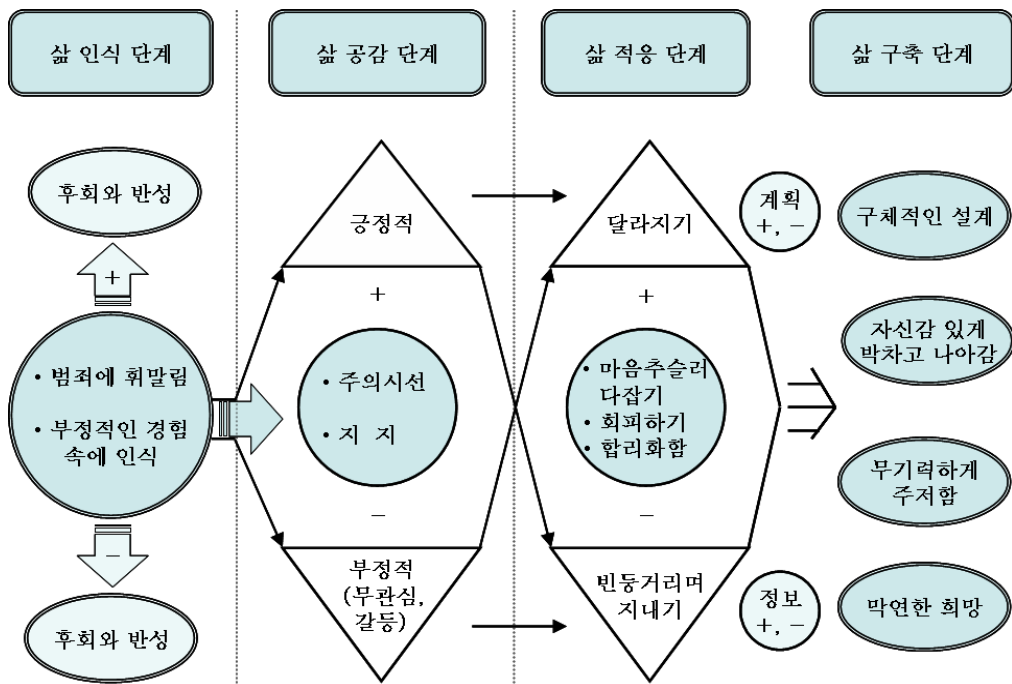 삶 인식 단계
삶 공감 단계
삶 적응 단계
삶 구축 단계
후회와 반성
+
• 범죄에 휘말림
• 부정적인 경험
속에 인식
−
후회와 반성
긍정적
+
• 주의시선
• 지 지
−
부정적
(무관심,
갈등)
달라지기
+
• 마음추슬러
다잡기
• 회피하기
• 합리화함
−
빈둥거리며
지내기
계획
+, −
정보
+, −
구체적인 설계
자신감 있게
박차고 나아감
무기력하게
주저함
막연한 희망